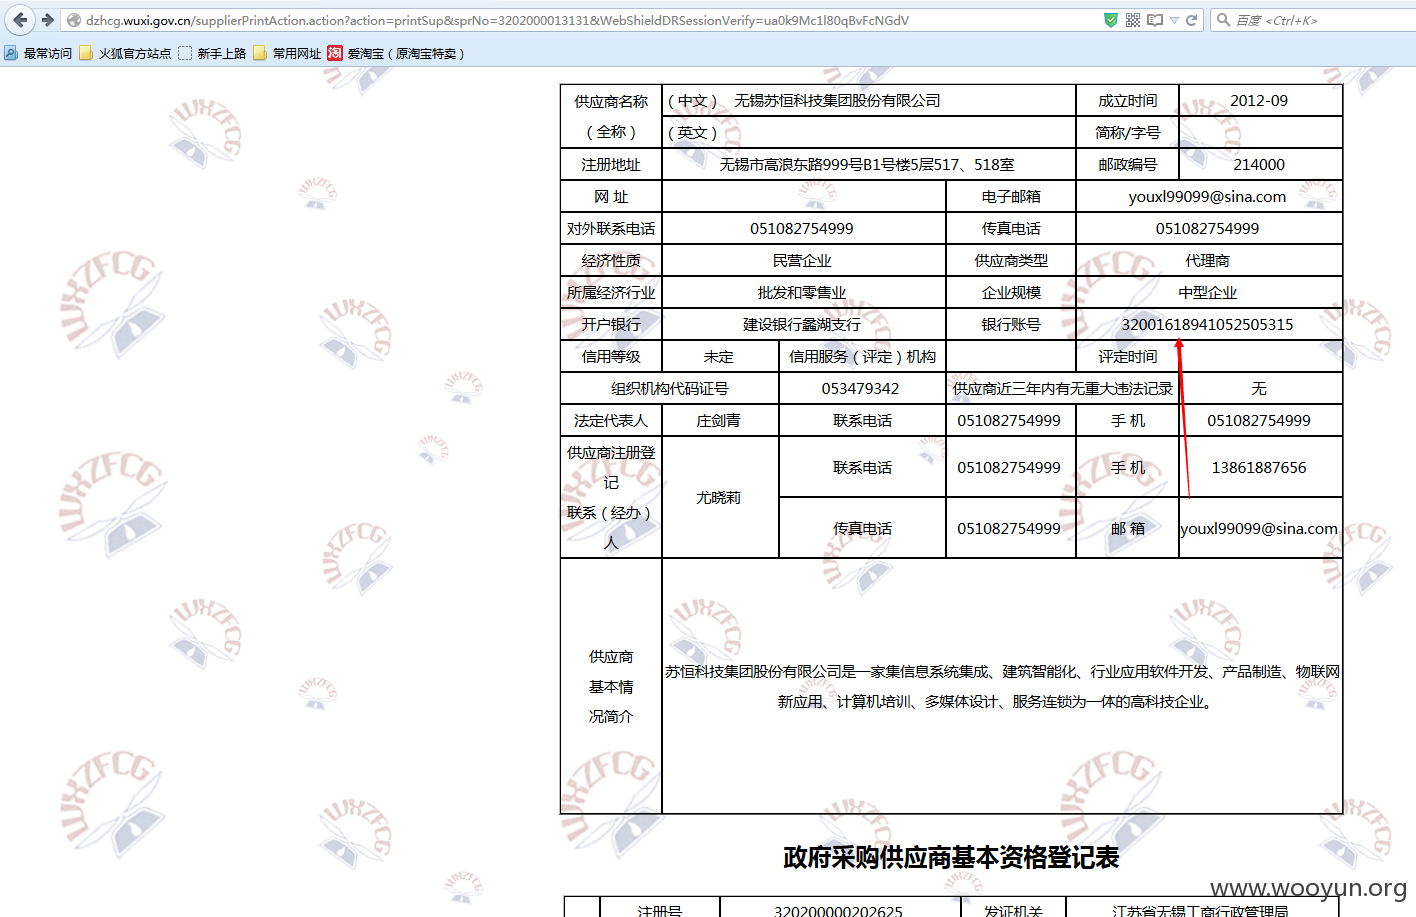 dzhcg.wuxi.gov.cn/supplierPrintAction.action?action=printSup&sprNo=3202000013131&WebShieldDRSessionVerify=ua0k9Mc1l80qBvFcNGdV
百度 <Ctrl+K>
最常访问 火狐官方站点 新手上路 常用网址 淘 爱淘宝（原淘宝特卖）
供应商名称（全称） （中文） 无锡苏恒科技集团股份有限公司 成立时间 2012-09
（英文） 简称/字号
注册地址 无锡市高浪东路999号B1号楼5层517、518室 邮政编号 214000
网 址 电子邮箱 youxl99099@sina.com
对外联系电话 051082754999 传真电话 051082754999
经济性质 民营企业 供应商类型 代理商
所属经济行业 批发和零售业 企业规模 中型企业
开户银行 建设银行蠡湖支行 银行账号 32001618941052505315
信用等级 未定 信用服务（评定）机构 评定时间
组织机构代码证号 053479342 供应商近三年内有无重大违法记录 无
法定代表人 庄剑青 联系电话 051082754999 手 机 051082754999
供应商注册登记
联系（经办）人
尤晓莉
联系电话 051082754999 手 机 13861887656
传真电话 051082754999 邮 箱 youxl99099@sina.com
供应商
基本情
况简介
苏恒科技集团股份有限公司是一家集信息系统集成、建筑智能化、行业应用软件开发、产品制造、物联网
新应用、计算机培训、多媒体设计、服务连锁为一体的高科技企业。
政府采购供应商基本资格登记表
注册号 320200000202625 发证机关 江苏省无锡工商行政管理局
WXZFCG
www.wooyun.org